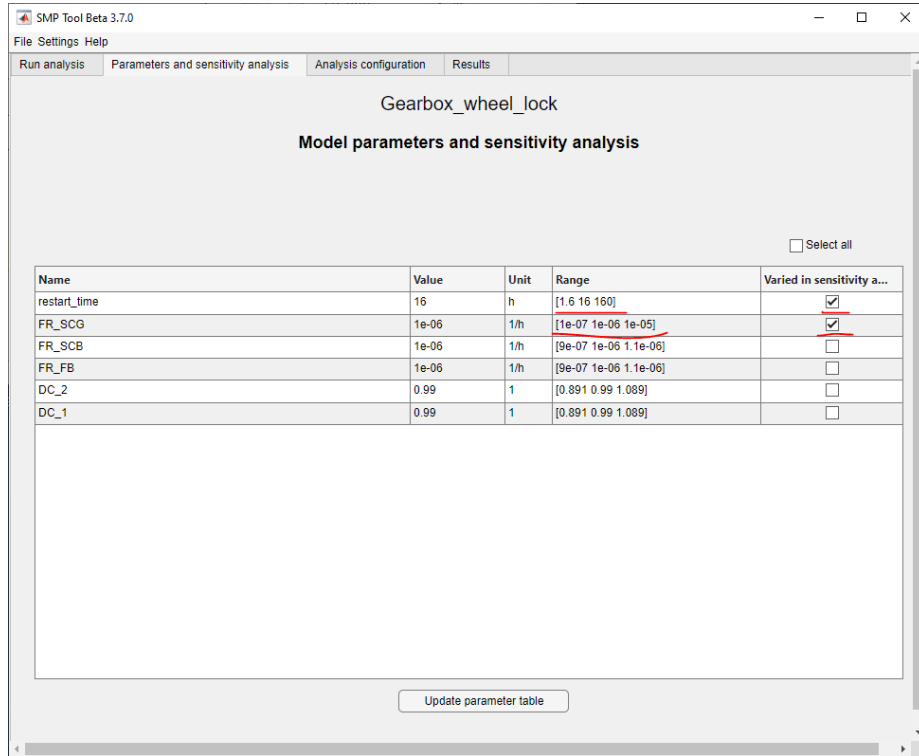 SMP Tool Beta 3.7.0
File Settings Help
Run analysis Parameters and sensitivity analysis Analysis configuration Results
Gearbox_wheel_lock
Model parameters and sensitivity analysis
Select all
Name Value Unit Range Varied in sensitivity a...
restart_time 16 h [1.6 16 160]
FR_SCG 1e-06 1/h [1e-07 1e-06 1e-05]
FR_SCB 1e-06 1/h [9e-07 1e-06 1.1e-06]
FR_FB 1e-06 1/h [9e-07 1e-06 1.1e-06]
DC_2 0.99 1 [0.891 0.99 1.089]
DC_1 0.99 1 [0.891 0.99 1.089]
Update parameter table